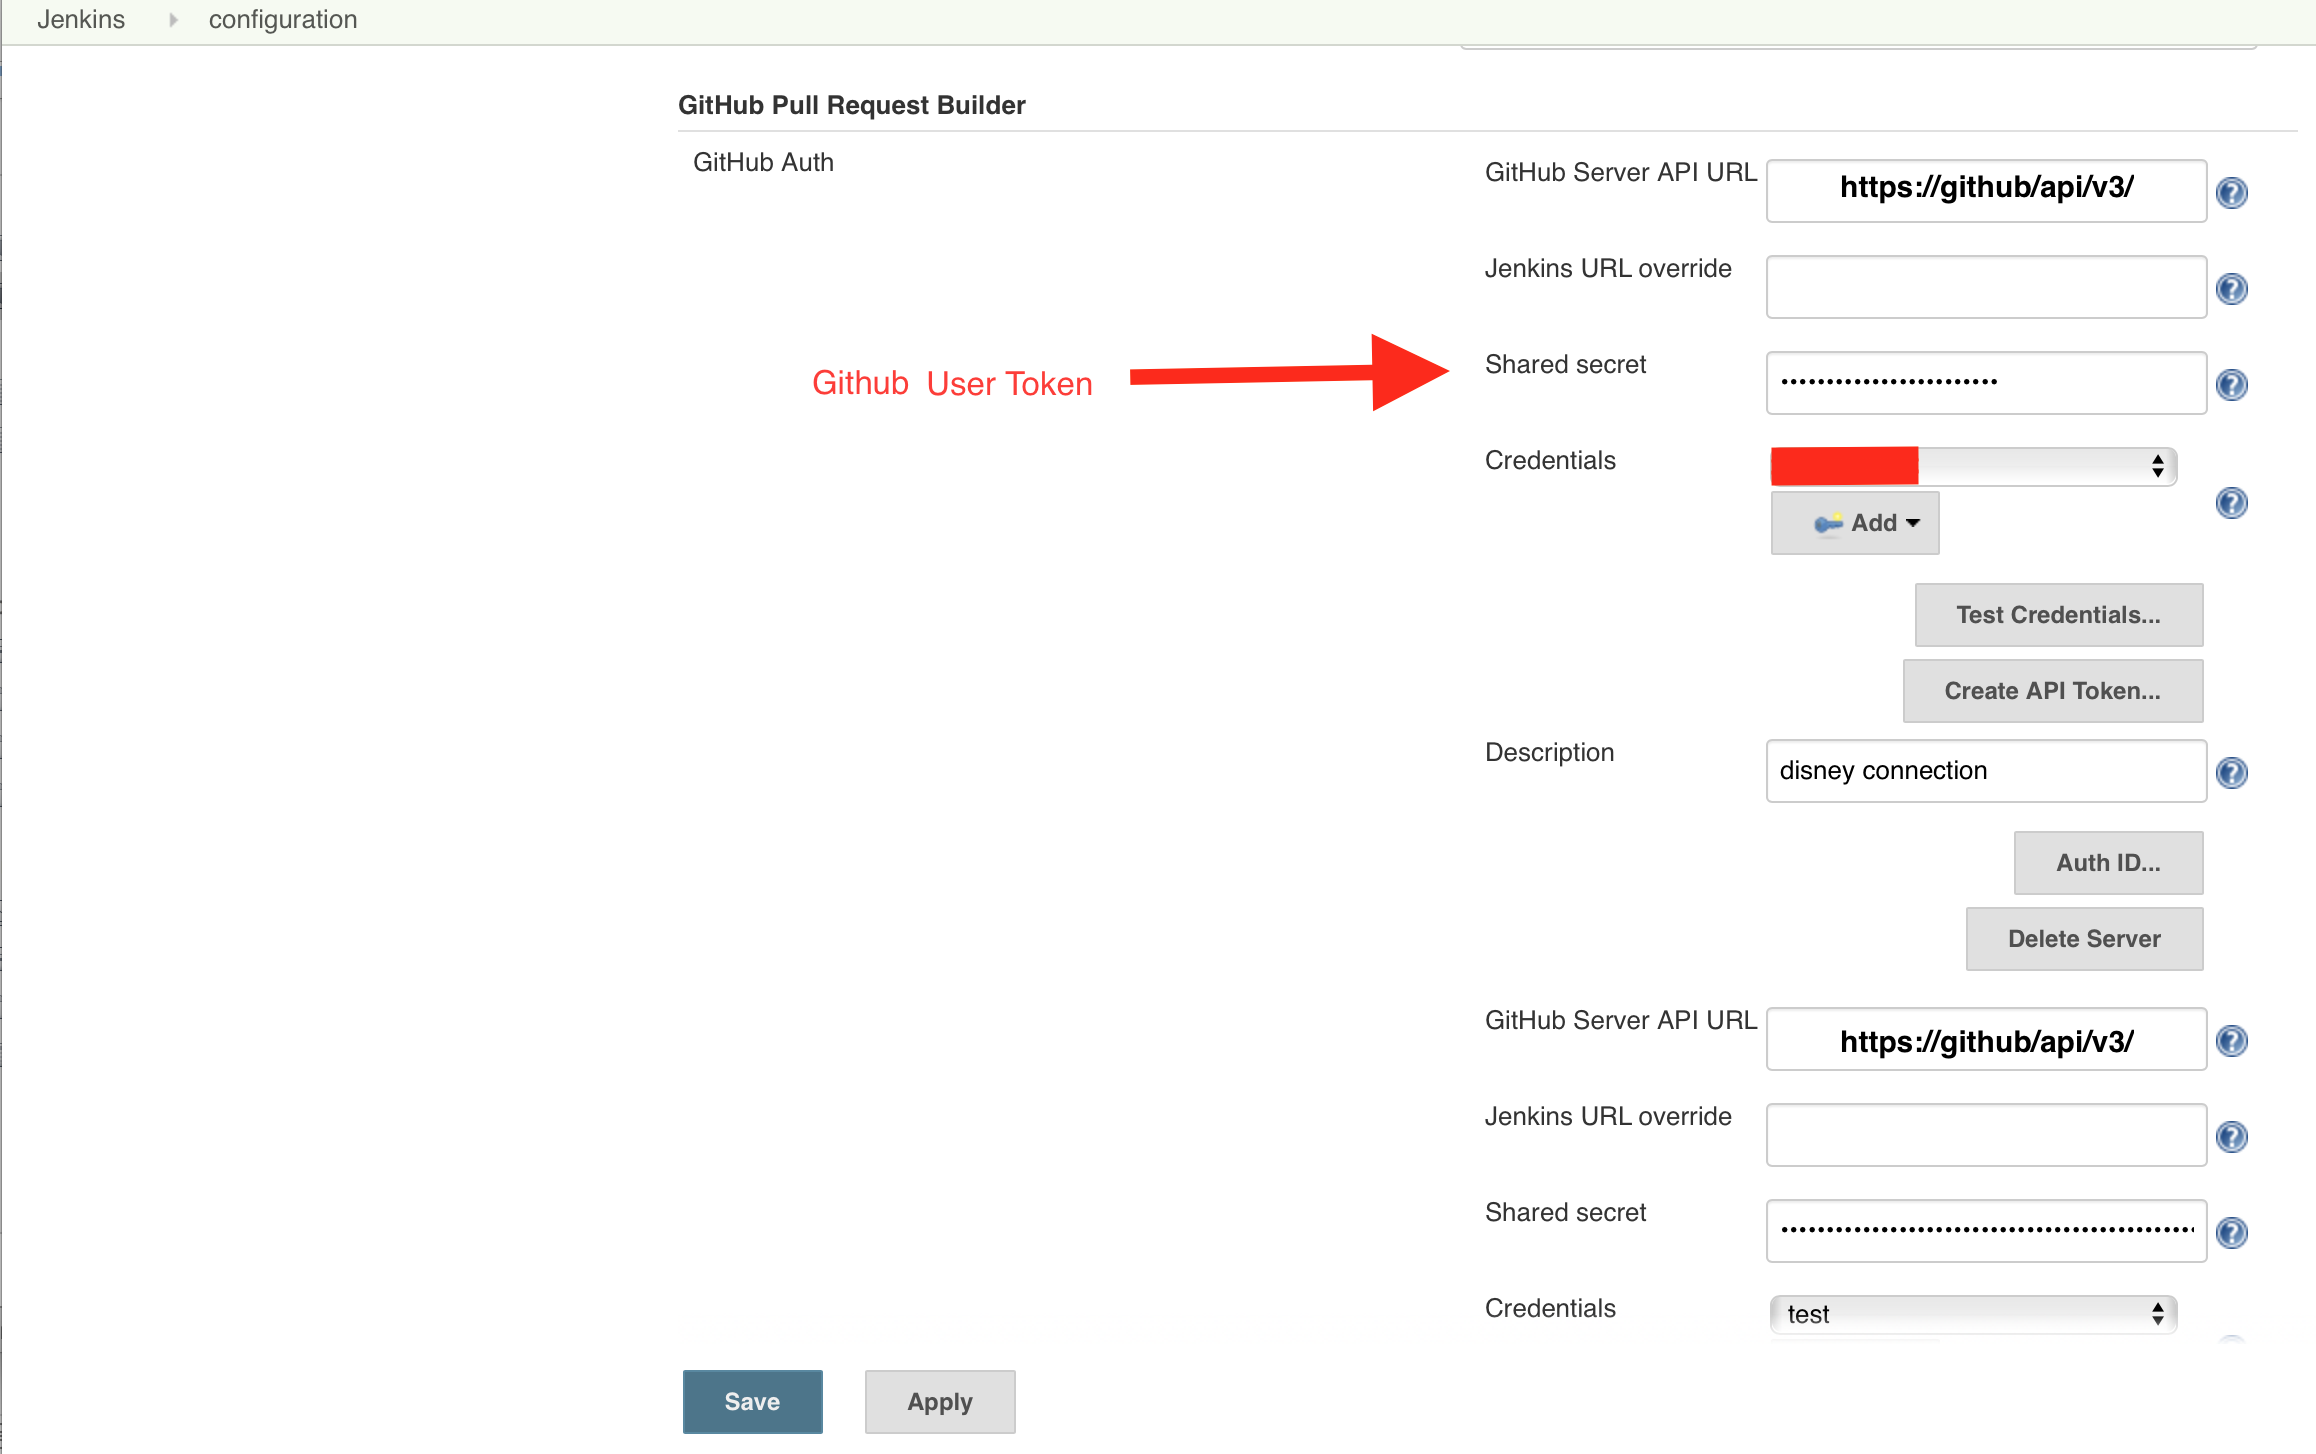 Jenkins configuration
GitHub Pull Request Builder
GitHub Auth
GitHub Server API URL https://github/api/v3/
Jenkins URL override
Github User Token
Shared secret ••••••••••••••••••••••••
Credentials
Add
Test Credentials...
Create API Token...
Description disney connection
Auth ID...
Delete Server
GitHub Server API URL https://github/api/v3/
Jenkins URL override
Shared secret ••••••••••••••••••••••••••••••••••••••••••••••
Credentials test
Save Apply